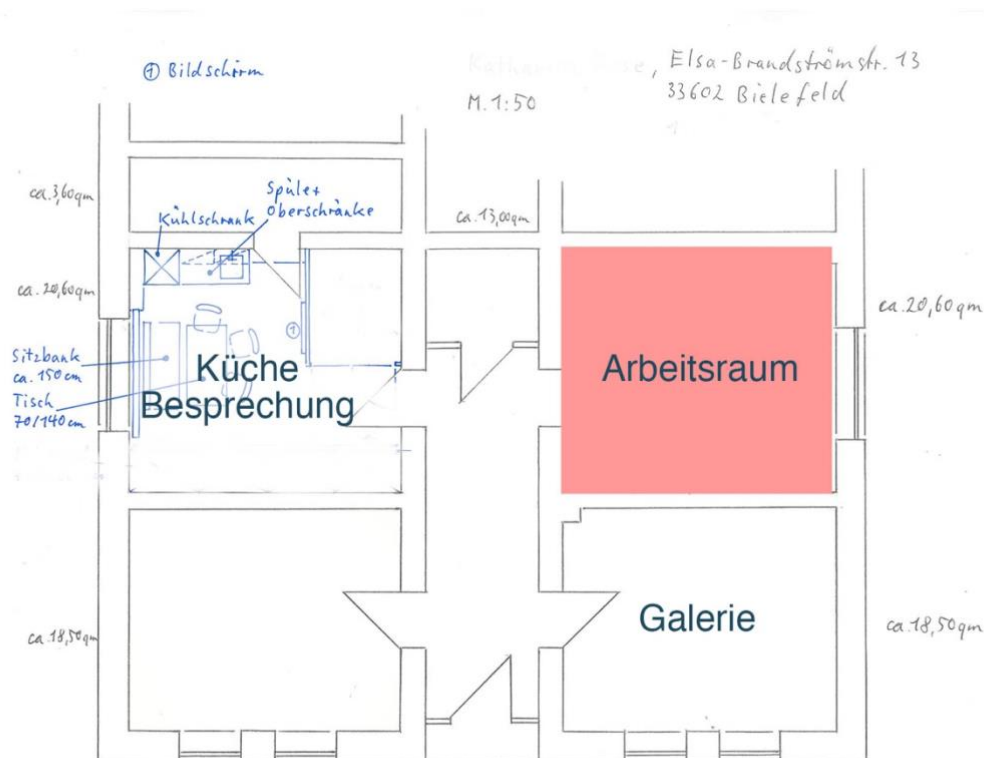 ① Bildschirm
, Elsa-Brandströmstr. 13
33602 Bielefeld
M. 1:50
ca. 3,60qm
Kühlschrank
Spüle+
Oberschränke
ca. 13,00qm
ca. 20,60qm
ca. 20,60qm
①
Sitzbank
ca. 150 cm
Tisch
70/140 cm
Küche
Besprechung
Arbeitsraum
ca. 18,50qm
Galerie
ca. 18,50qm